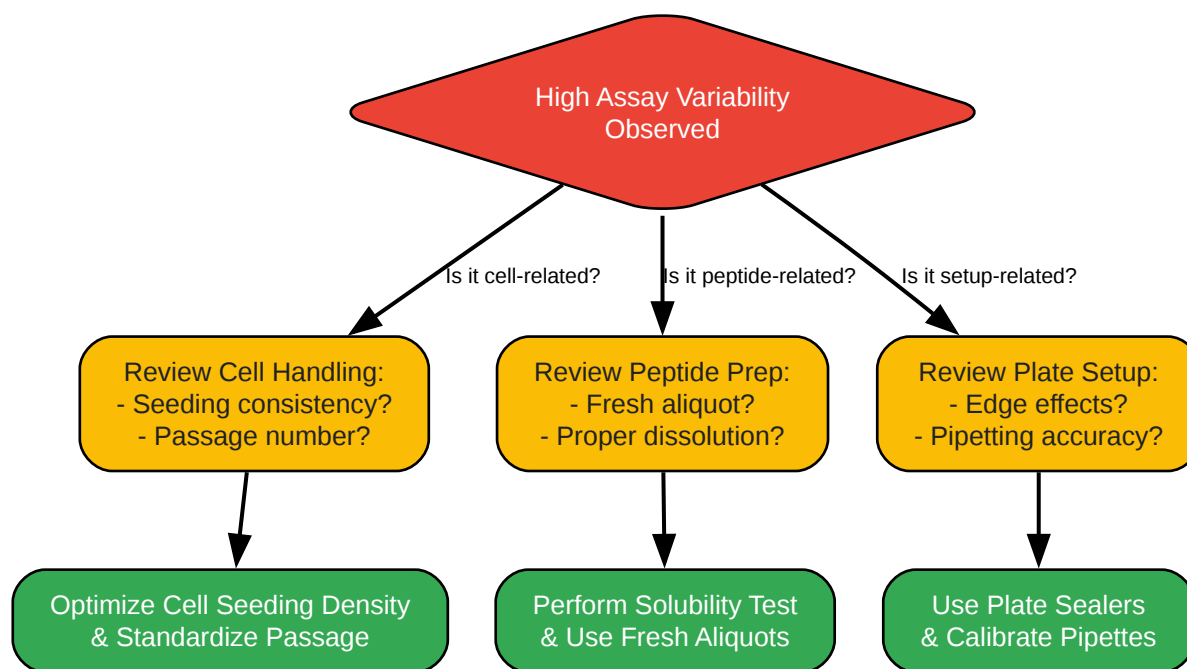 High Assay Variability
Observed
Is it cell-related?
Is it peptide-related?
Is it setup-related?
Review Cell Handling:
- Seeding consistency?
- Passage number?
Review Peptide Prep:
- Fresh aliquot?
- Proper dissolution?
Review Plate Setup:
- Edge effects?
- Pipetting accuracy?
Optimize Cell Seeding Density
& Standardize Passage
Perform Solubility Test
& Use Fresh Aliquots
Use Plate Sealers
& Calibrate Pipettes